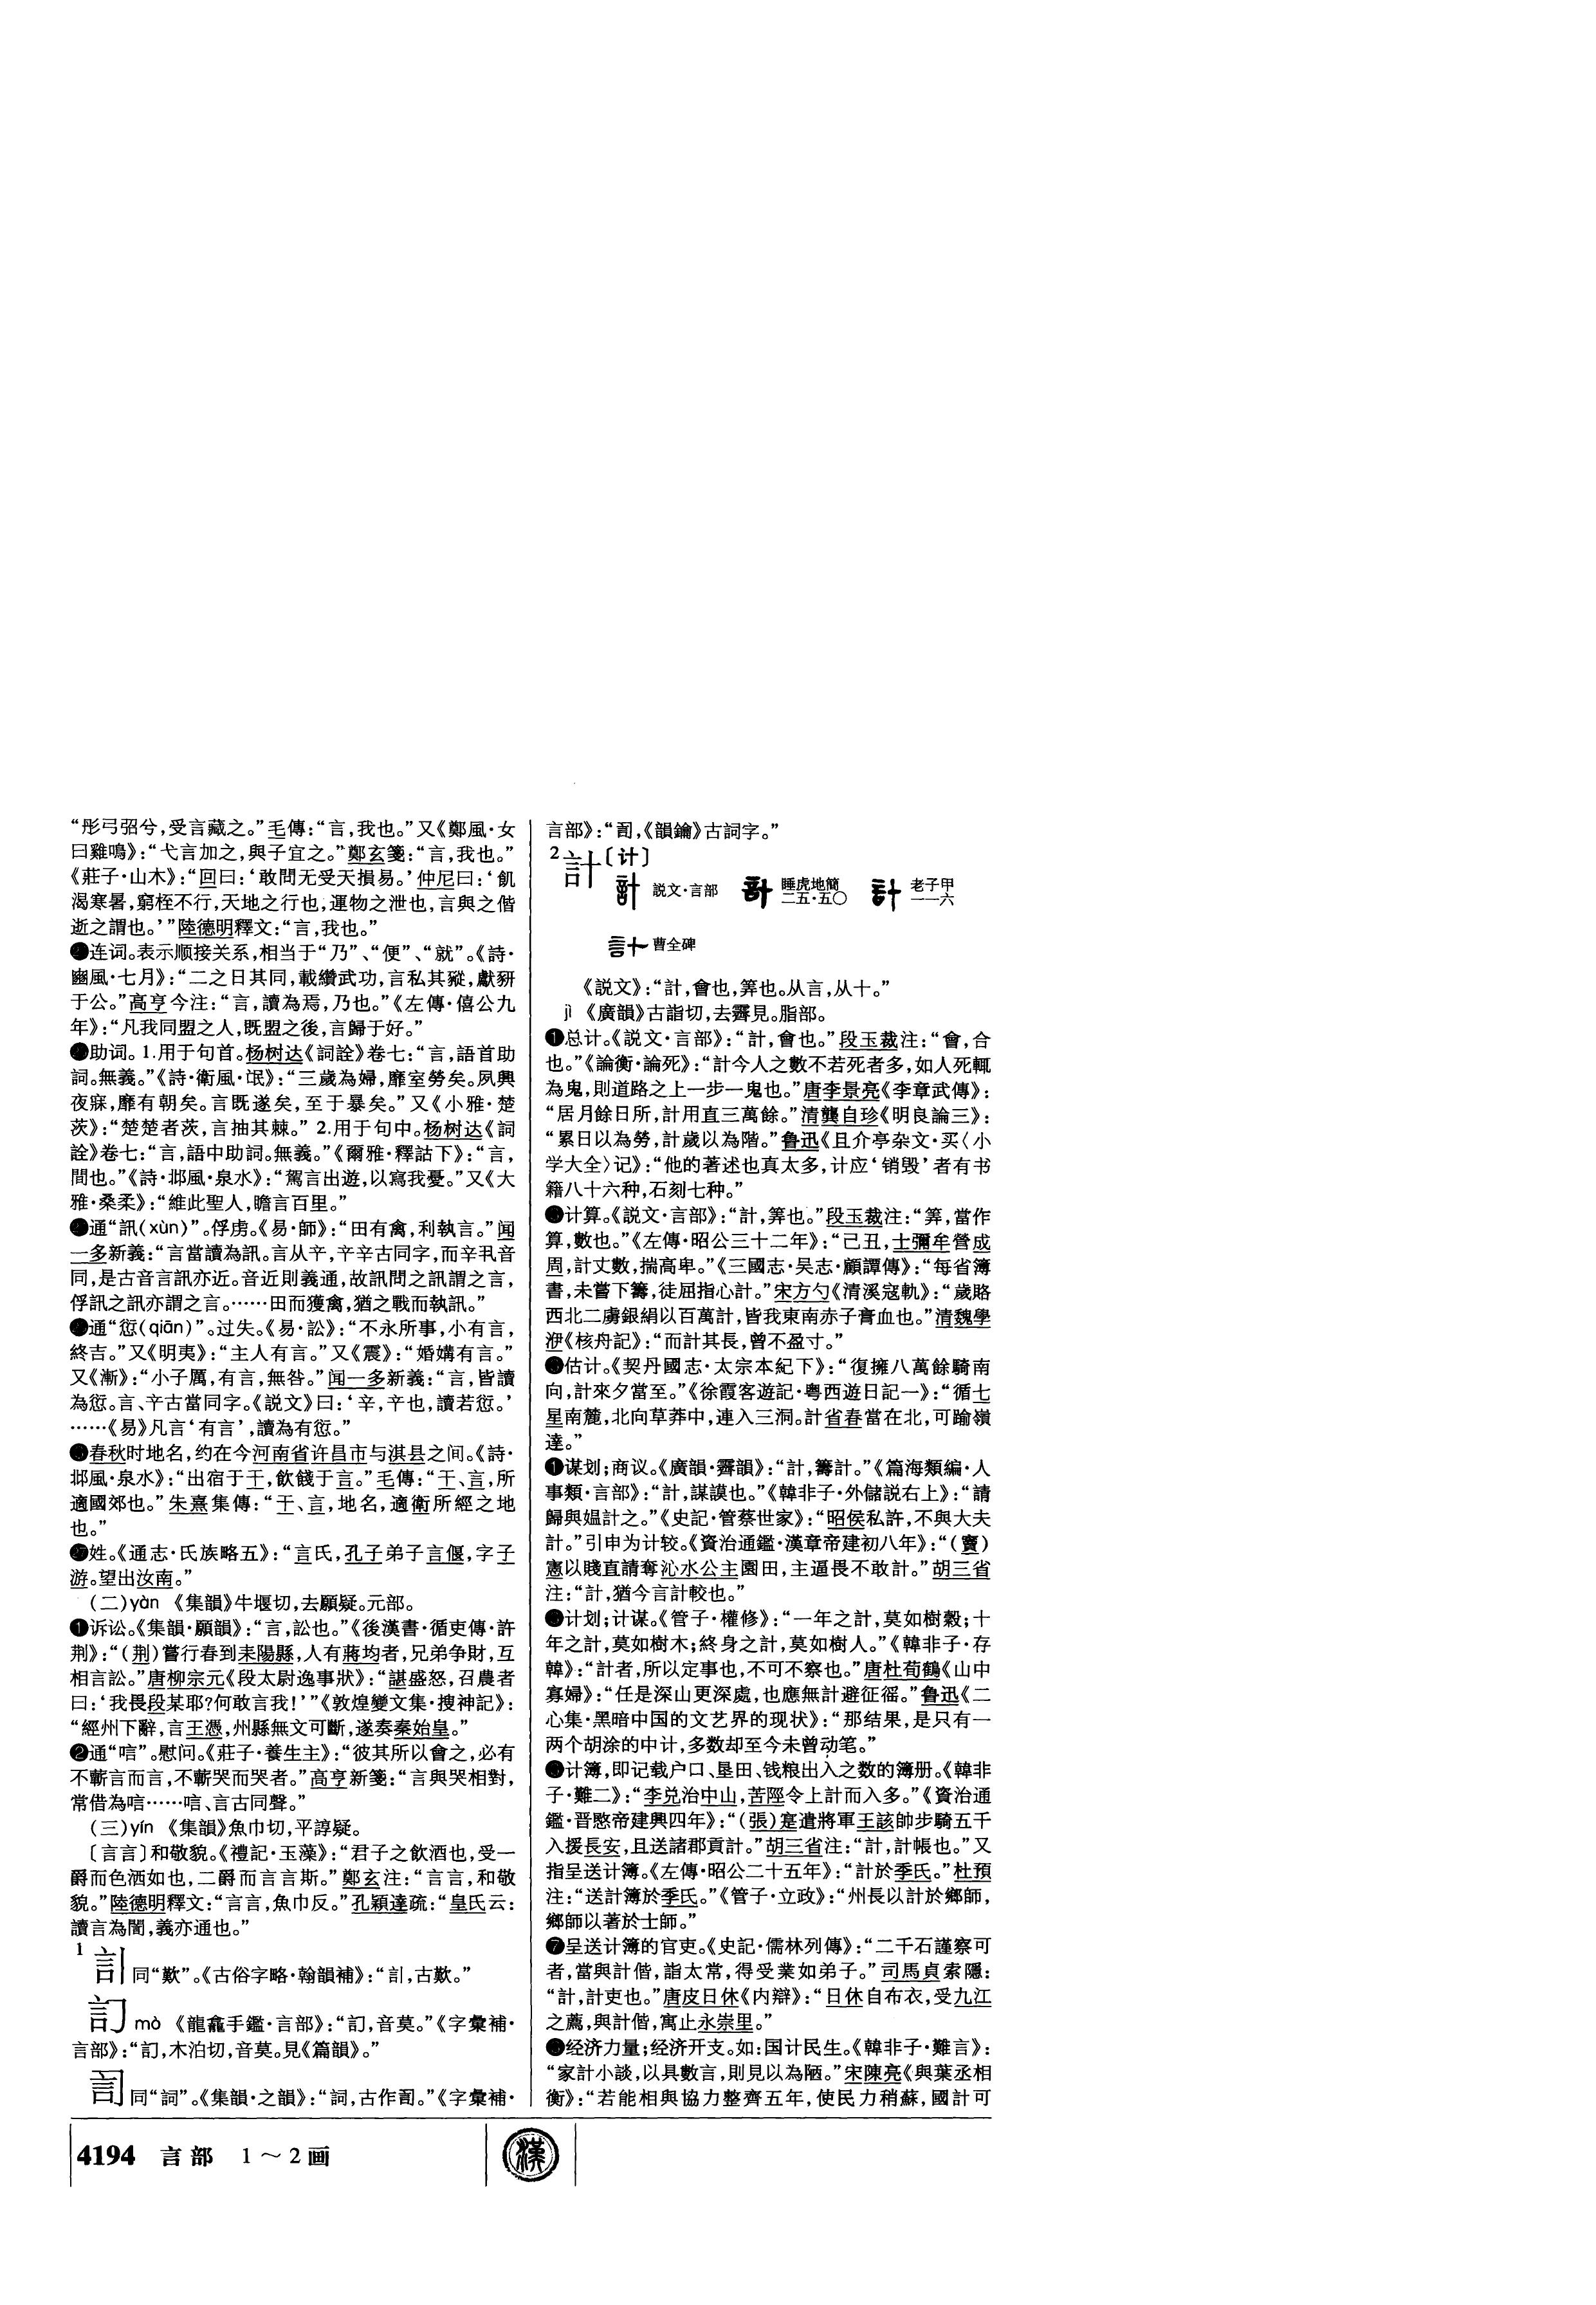 “彤弓弨兮，受言藏之。”毛傳：“言，我也。”又《鄭風·女
曰雞鳴》：“弋言加之，與子宜之。”鄭玄箋：“言，我也。”
《莊子·山木》：“回曰：‘敢問无受天損易。’仲尼曰：‘飢
渴寒暑，窮桎不行，天地之行也，運物之泄也，言與之偕
逝之謂也。’”陸德明釋文：“言，我也。”
连词。表示顺接关系，相当于“乃”、“便”、“就”。《詩·
豳風·七月》：“二之日其同，載纘武功，言私其豵，獻豜
于公。”高亨今注：“言，讀為焉，乃也。”《左傳·僖公九
年》：“凡我同盟之人，既盟之後，言歸于好。”
助词。1.用于句首。杨树达《詞詮》卷七：“言，語首助
詞。無義。”《詩·衛風·氓》：“三歲為婦，靡室勞矣。夙興
夜寐，靡有朝矣。言既遂矣，至于暴矣。”又《小雅·楚
茨》：“楚楚者茨，言抽其棘。” 2.用于句中。杨树达《詞
詮》卷七：“言，語中助詞。無義。”《爾雅·釋詁下》：“言，
間也。”《詩·邶風·泉水》：“駕言出遊，以寫我憂。”又《大
雅·桑柔》：“維此聖人，瞻言百里。”
通“訊(xùn)”。俘虏。《易·師》：“田有禽，利執言。”闻
一多新義：“言當讀為訊。言从䇂，䇂辛古同字，而辛卂音
同，是古音言訊亦近。音近則義通，故訊問之訊謂之言，
俘訊之訊亦謂之言。……田而獲禽，猶之戰而執訊。”
通“愆(qiān)”。过失。《易·訟》：“不永所事，小有言，
終吉。”又《明夷》：“主人有言。”又《震》：“婚媾有言。”
又《漸》：“小子厲，有言，無咎。”闻一多新義：“言，皆讀
為愆。言、䇂古當同字。《説文》曰：‘䇂，辠也，讀若愆。’
……《易》凡言‘有言’，讀為有愆。”
春秋时地名，约在今河南省许昌市与淇县之间。《詩·
邶風·泉水》：“出宿于干，飲餞于言。”毛傳：“干、言，所
適國郊也。”朱熹集傳：“干、言，地名，適衛所經之地
也。”
姓。《通志·氏族略五》：“言氏，孔子弟子言偃，字子
游。望出汝南。”
(二)yàn 《集韻》牛堰切，去願疑。元部。
❶诉讼。《集韻·願韻》：“言，訟也。”《後漢書·循吏傳·許
荆》：“(荆)嘗行春到耒陽縣，人有蔣均者，兄弟争財，互
相言訟。”唐柳宗元《段太尉逸事狀》：“諶盛怒，召農者
曰：‘我畏段某耶？何敢言我！’”《敦煌變文集·搜神記》：
“經州下辭，言王憑，州縣無文可斷，遂奏秦始皇。”
❷通“唁”。慰问。《莊子·養生主》：“彼其所以會之，必有
不蘄言而言，不蘄哭而哭者。”高亨新箋：“言與哭相對，
常借為唁……唁、言古同聲。”
(三)yín 《集韻》魚巾切，平諄疑。
〔言言〕和敬貌。《禮記·玉藻》：“君子之飲酒也，受一
爵而色洒如也，二爵而言言斯。”鄭玄注：“言言，和敬
貌。”陸德明釋文：“言言，魚巾反。”孔穎達疏：“皇氏云：
讀言為誾，義亦通也。”
1
同“歎”。《古俗字略·翰韻補》：“，古歎。”
mò 《龍龕手鑑·言部》：“，音莫。”《字彙補·
言部》：“，木泊切，音莫。見《篇韻》。”
同“詞”。《集韻·之韻》：“詞，古作。”《字彙補·
言部》：“，《韻鑰》古詞字。”
2 計〔计〕
計 説文·言部 計 睡虎地簡二五·五〇 計 老子甲一一六
計 曹全碑
《説文》：“計，會也，筭也。从言，从十。”
jì 《廣韻》古詣切，去霽見。脂部。
❶总计。《説文·言部》：“計，會也。”段玉裁注：“會，合
也。”《論衡·論死》：“計今人之數不若死者多，如人死輒
為鬼，則道路之上一步一鬼也。”唐李景亮《李章武傳》：
“居月餘日所，計用直三萬餘。”清龔自珍《明良論三》：
“累日以為勞，計歲以為階。”鲁迅《且介亭杂文·买〈小
学大全〉记》：“他的著述也真太多，计应‘销毁’者有书
籍八十六种，石刻七种。”
计算。《説文·言部》：“計，筭也。”段玉裁注：“筭，當作
算，數也。”《左傳·昭公三十二年》：“己丑，士彌牟營成
周，計丈數，揣高卑。”《三國志·吴志·顧譚傳》：“每省簿
書，未嘗下籌，徒屈指心計。”宋方勺《清溪寇軌》：“歲賂
西北二虜銀絹以百萬計，皆我東南赤子膏血也。”清魏學
洢《核舟記》：“而計其長，曾不盈寸。”
估计。《契丹國志·太宗本紀下》：“復擁八萬餘騎南
向，計來夕當至。”《徐霞客遊記·粤西遊日記一》：“循七
星南麓，北向草莽中，連入三洞。計省春當在北，可踰嶺
達。”
谋划；商议。《廣韻·霽韻》：“計，籌計。”《篇海類編·人
事類·言部》：“計，謀謨也。”《韓非子·外儲説右上》：“請
歸與媪計之。”《史記·管蔡世家》：“昭侯私許，不與大夫
計。”引申为计较。《資治通鑑·漢章帝建初八年》：“(竇)
憲以賤直請奪沁水公主園田，主逼畏不敢計。”胡三省
注：“計，猶今言計較也。”
计划；计谋。《管子·權修》：“一年之計，莫如樹穀；十
年之計，莫如樹木；終身之計，莫如樹人。”《韓非子·存
韓》：“計者，所以定事也，不可不察也。”唐杜荀鶴《山中
寡婦》：“任是深山更深處，也應無計避征徭。”鲁迅《二
心集·黑暗中国的文艺界的现状》：“那结果，是只有一
两个胡涂的中计，多数却至今未曾动笔。”
计簿，即记载户口、垦田、钱粮出入之数的簿册。《韓非
子·難二》：“李兑治中山，苦陘令上計而入多。”《資治通
鑑·晋愍帝建興四年》：“(張)寔遣將軍王該帥步騎五千
入援長安，且送諸郡貢計。”胡三省注：“計，計帳也。”又
指呈送计簿。《左傳·昭公二十五年》：“計於季氏。”杜預
注：“送計簿於季氏。”《管子·立政》：“州長以計於鄉師，
鄉師以著於士師。”
❼呈送计簿的官吏。《史記·儒林列傳》：“二千石謹察可
者，當與計偕，詣太常，得受業如弟子。”司馬貞索隱：
“計，計吏也。”唐皮日休《内辯》：“日休自布衣，受九江
之薦，與計偕，寓止永崇里。”
经济力量；经济开支。如：国计民生。《韓非子·難言》：
“家計小談，以具數言，則見以為陋。”宋陳亮《與葉丞相
衡》：“若能相與協力整齊五年，使民力稍蘇，國計可
4194 言部 1～2画
漢